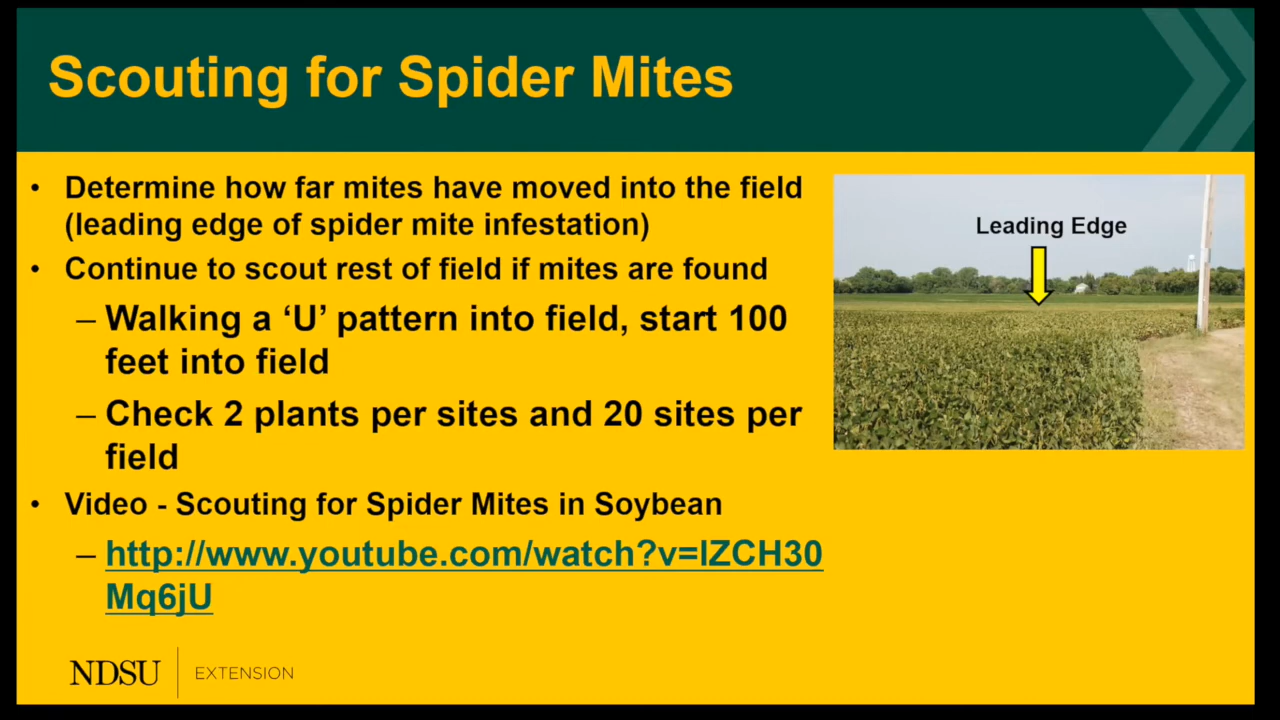 Scouting for Spider Mites
• Determine how far mites have moved into the field
(leading edge of spider mite infestation)
• Continue to scout rest of field if mites are found
– Walking a ‘U’ pattern into field, start 100
feet into field
– Check 2 plants per sites and 20 sites per
field
• Video - Scouting for Spider Mites in Soybean
– http://www.youtube.com/watch?v=lZCH30
Mq6jU
Leading Edge
NDSU EXTENSION